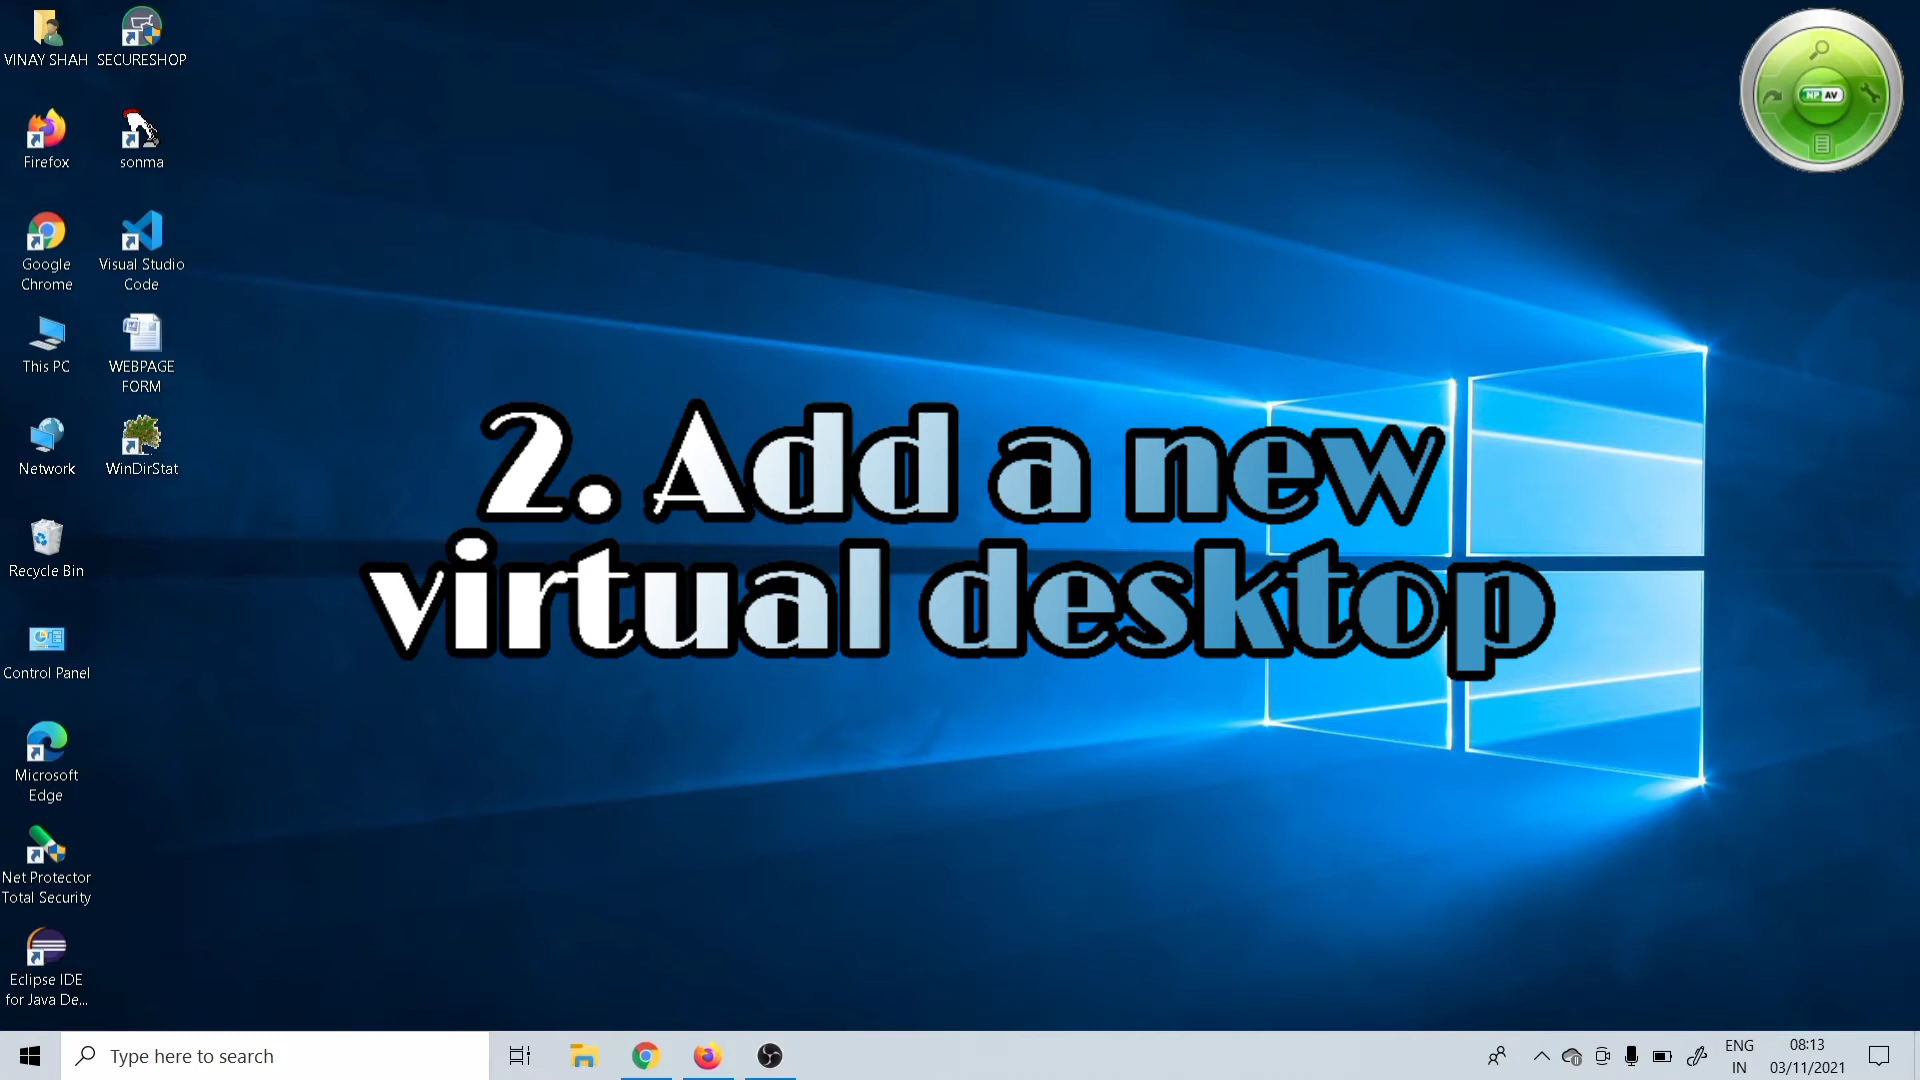 VINAY SHAH
SECURESHOP
Firefox
sonma
Google
Chrome
Visual Studio
Code
This PC
WEBPAGE
FORM
Network
WinDirStat
Recycle Bin
Control Panel
Microsoft
Edge
Net Protector
Total Security
Eclipse IDE
for Java De...
NP AV
2. Add a new
virtual desktop
Type here to search
ENG
IN
08:13
03/11/2021